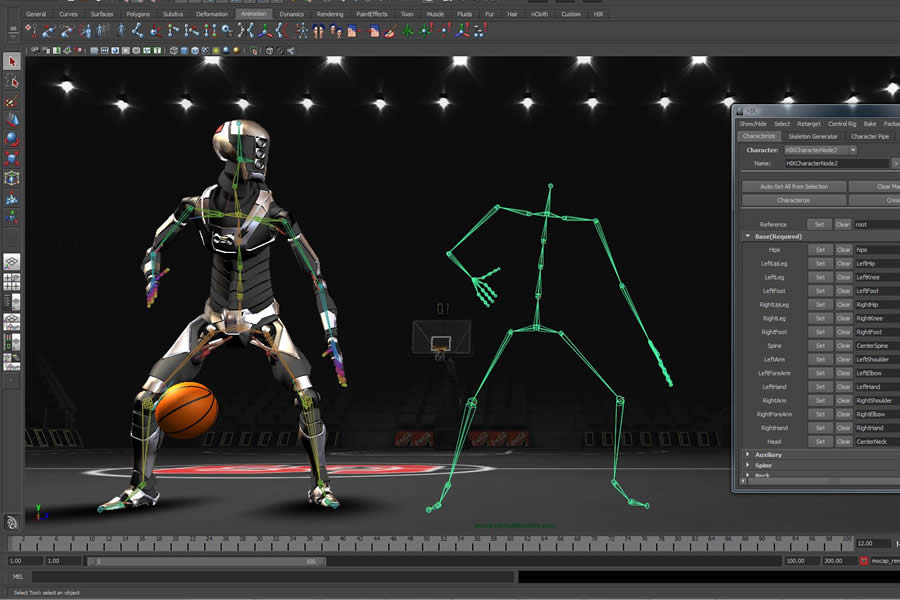 General Curves Surfaces Polygons Subdivs Deformation Animation Dynamics Rendering PaintEffects Toon Muscle Fluids Fur Hair nCloth Custom HIK
HIK
Show/Hide Select Retarget Control Rig Bake
Characterize Skeleton Generator Character Pipe
Character: HIKCharacterNode2
Name: HIKCharacterNode2
Auto-Set All from Selection Clear
Characterize
Reference Set Clear root
Base(Required)
Hips Set Clear hips
LeftUpLeg Set Clear LeftHip
LeftLeg Set Clear LeftKnee
LeftFoot Set Clear LeftFoot
RightUpLeg Set Clear RightHip
RightLeg Set Clear RightKnee
RightFoot Set Clear RightFoot
Spine Set Clear CenterSpine
LeftArm Set Clear LeftShoulder
LeftForeArm Set Clear LeftElbow
LeftHand Set Clear LeftHand
RightArm Set Clear RightShoulder
RightForeArm Set Clear RightElbow
RightHand Set Clear RightHand
Head Set Clear CenterNeck
Auxiliary
Spine
Neck
12.00
1.00 1.00 1 100 100.00 300.00
MEL
Select Tool: select an object